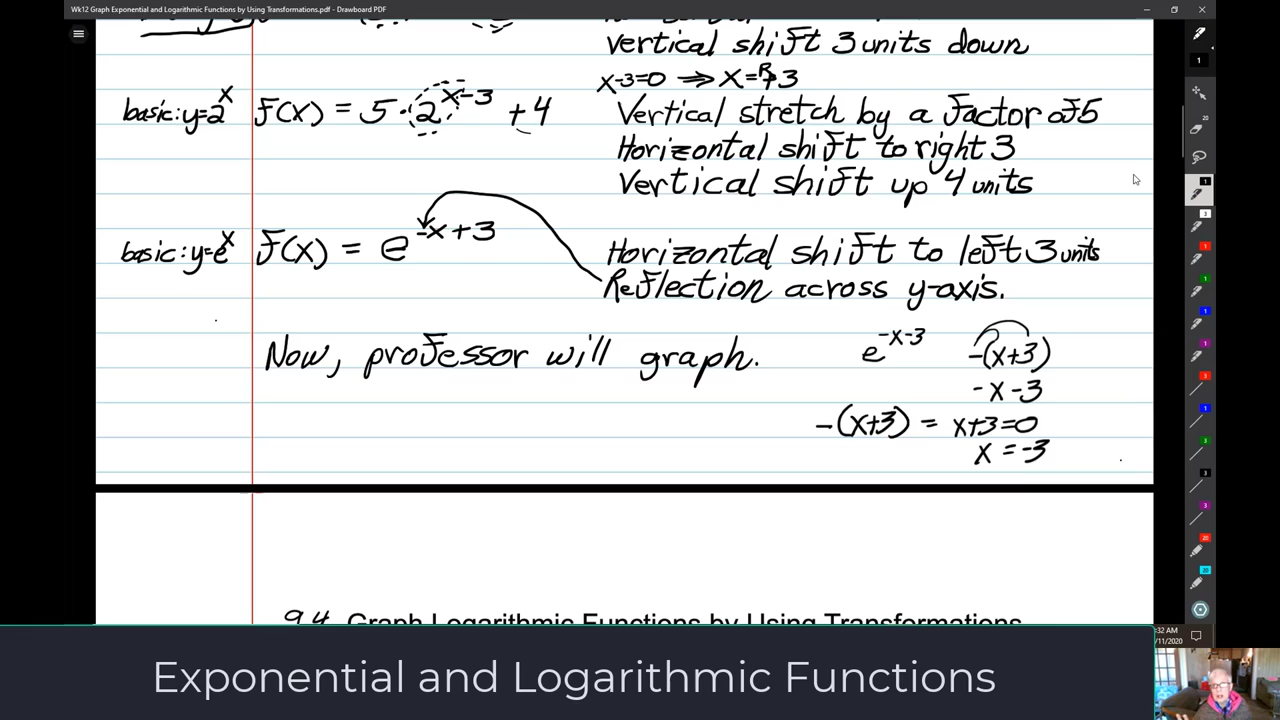 Wk12 Graph Exponential and Logarithmic Functions by Using Transformations.pdf - Drawboard PDF
vertical shift 3 units down
x-3=0 ⇒ x=+3
basic: y=2^x f(x) = 5·2^x-3 + 4 Vertical stretch by a factor of 5
Horizontal shift to right 3
Vertical shift up 4 units
basic: y=e^x f(x) = e^-x+3 Horizontal shift to left 3 units
Reflection across y-axis.
Now, professor will graph.
e^-x-3 -(x+3)
-x-3
-(x+3) = x+3=0
x = -3
9.4 Graph Logarithmic Functions by Using Transformations
Exponential and Logarithmic Functions